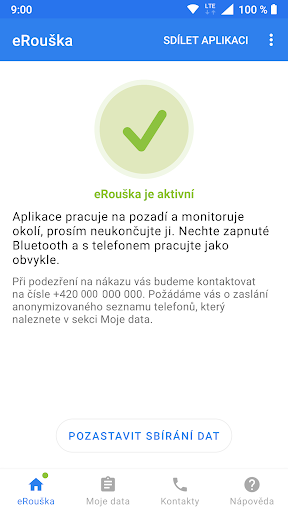 9:00 LTE 100 %
eRouška SDÍLET APLIKACI
eRouška je aktivní
Aplikace pracuje na pozadí a monitoruje
okolí, prosím neukončujte ji. Nechte zapnuté
Bluetooth a s telefonem pracujte jako
obvykle.
Při podezření na nákazu vás budeme kontaktovat
na čísle +420 000 000 000. Požádáme vás o zaslání
anonymizovaného seznamu telefonů, který
naleznete v sekci Moje data.
POZASTAVIT SBÍRÁNÍ DAT
eRouška Moje data Kontakty Nápověda